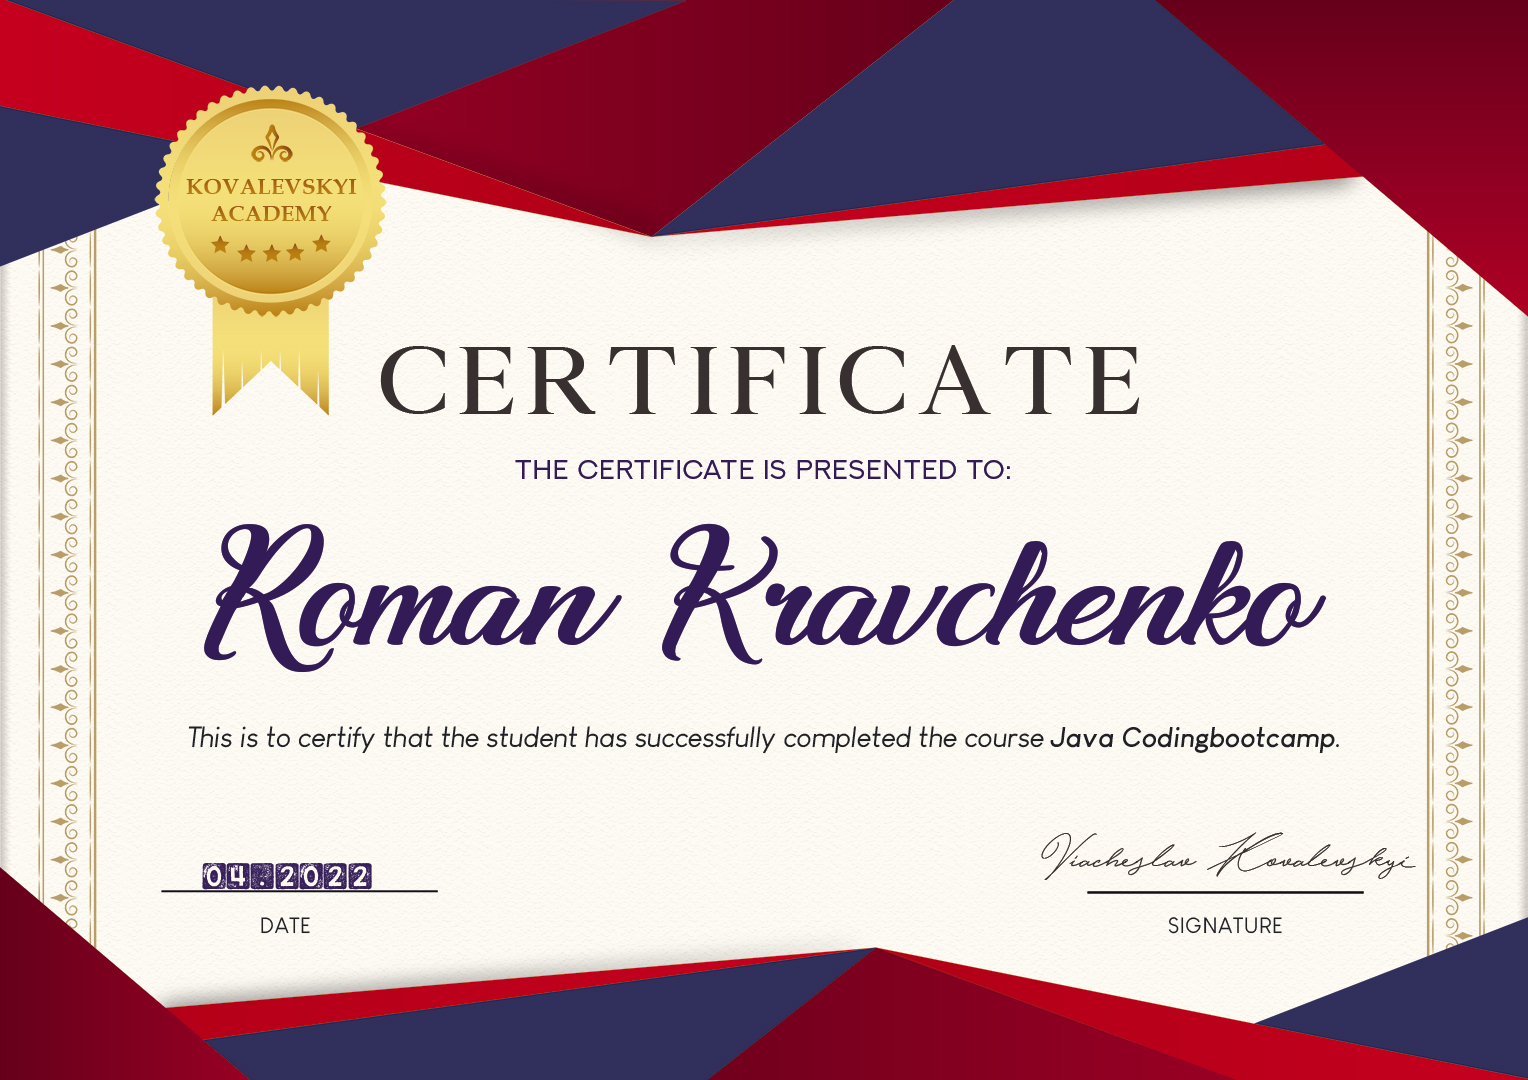 KOVALEVSKYI
ACADEMY
CERTIFICATE
THE CERTIFICATE IS PRESENTED TO:
Roman Kravchenko
This is to certify that the student has successfully completed the course Java Codingbootcamp.
04.2022
Viacheslav Kovalevskyi
DATE
SIGNATURE